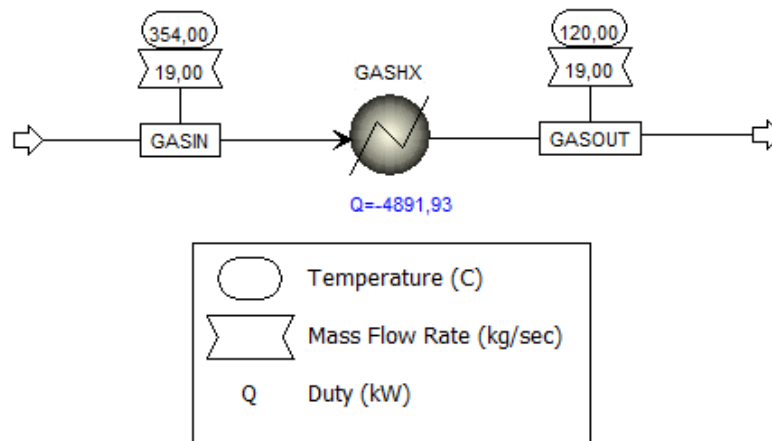 354,00
19,00
GASHX
120,00
19,00
GASIN
GASOUT
Q=-4891,93
Temperature (C)
Mass Flow Rate (kg/sec)
Q Duty (kW)